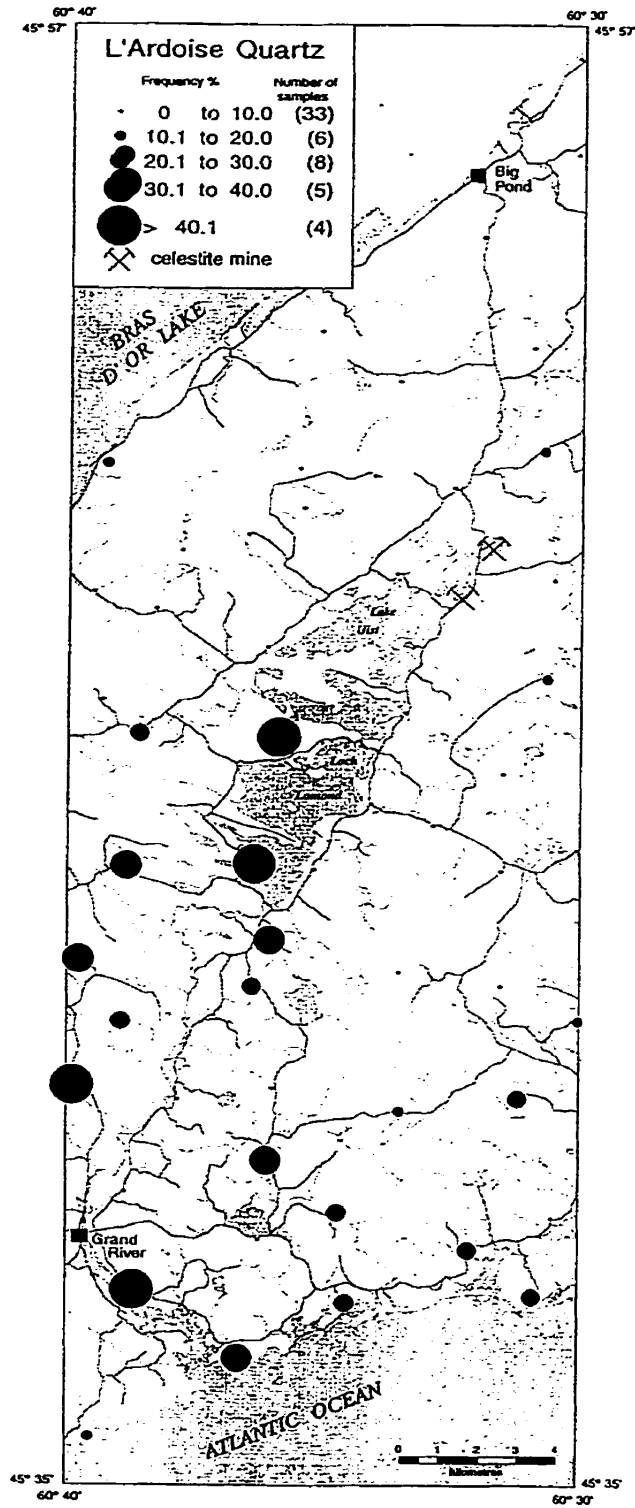 60° 40'
60° 30'
45° 57'
45° 57'
L'Ardoise Quartz
Frequency %
Number of
samples
0 to 10.0 (33)
10.1 to 20.0 (6)
20.1 to 30.0 (8)
30.1 to 40.0 (5)
> 40.1 (4)
celestite mine
Big
Pond
BRAS
D'OR LAKE
Lake
Uist
Loch
Lomond
Grand
River
ATLANTIC OCEAN
0 1 2 3 4
kilometres
45° 35'
45° 35'
60° 40'
60° 30'